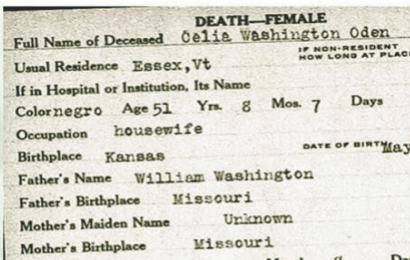 DEATH—FEMALE
Full Name of Deceased Celia Washington Oden
IF NON-RESIDENT
HOW LONG AT PLACE
Usual Residence Essex,Vt
If in Hospital or Institution, Its Name
Color negro Age 51 Yrs. 8 Mos. 7 Days
Occupation housewife
DATE OF BIRTH May
Birthplace Kansas
Father's Name William Washington
Father's Birthplace Missouri
Mother's Maiden Name Unknown
Mother's Birthplace Missouri